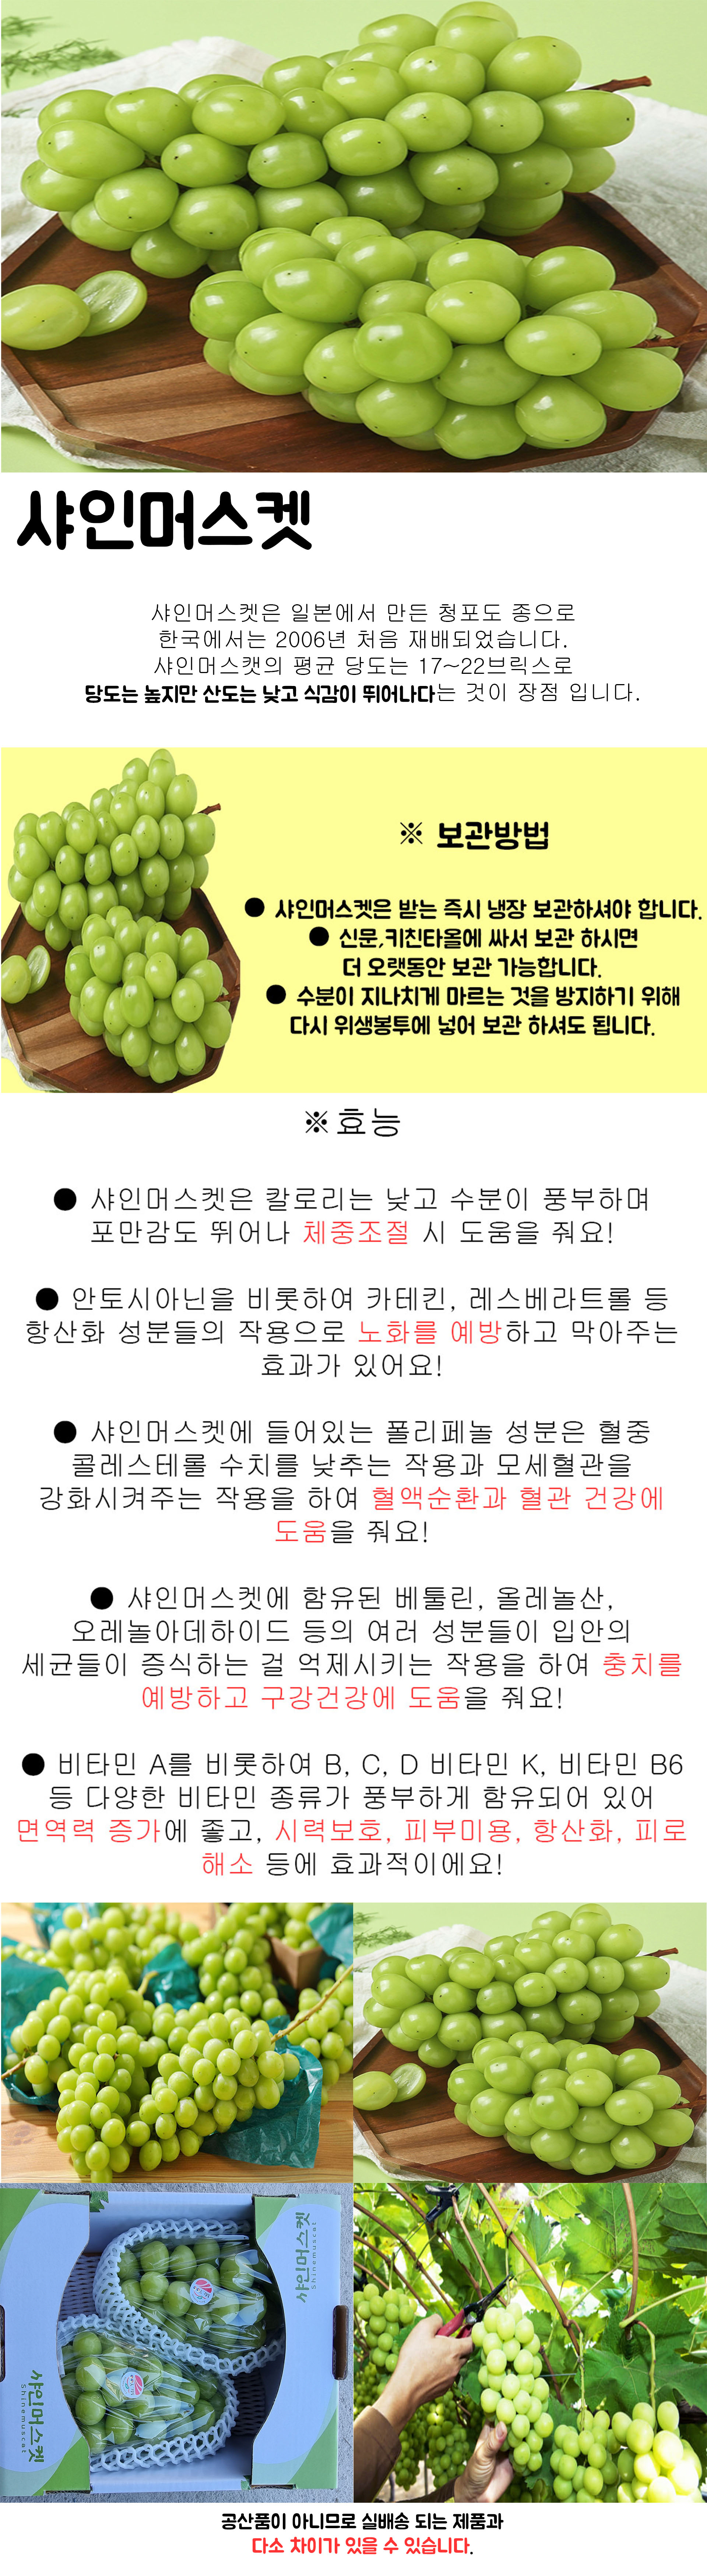 샤인머스켓
샤인머스켓은 일본에서 만든 청포도 종으로
한국에서는 2006년 처음 재배되었습니다.
샤인머스캣의 평균 당도는 17~22브릭스로
당도는 높지만 산도는 낮고 식감이 뛰어나다는 것이 장점 입니다.
※ 보관방법
● 샤인머스켓은 받는 즉시 냉장 보관하셔야 합니다.
● 신문,키친타올에 싸서 보관 하시면
더 오랫동안 보관 가능합니다.
● 수분이 지나치게 마르는 것을 방지하기 위해
다시 위생봉투에 넣어 보관 하셔도 됩니다.
※효능
● 샤인머스켓은 칼로리는 낮고 수분이 풍부하며
포만감도 뛰어나 체중조절 시 도움을 줘요!
● 안토시아닌을 비롯하여 카테킨, 레스베라트롤 등
항산화 성분들의 작용으로 노화를 예방하고 막아주는
효과가 있어요!
● 샤인머스켓에 들어있는 폴리페놀 성분은 혈중
콜레스테롤 수치를 낮추는 작용과 모세혈관을
강화시켜주는 작용을 하여 혈액순환과 혈관 건강에
도움을 줘요!
● 샤인머스켓에 함유된 베툴린, 올레놀산,
오레놀아데하이드 등의 여러 성분들이 입안의
세균들이 증식하는 걸 억제시키는 작용을 하여 충치를
예방하고 구강건강에 도움을 줘요!
● 비타민 A를 비롯하여 B, C, D 비타민 K, 비타민 B6
등 다양한 비타민 종류가 풍부하게 함유되어 있어
면역력 증가에 좋고, 시력보호, 피부미용, 항산화, 피로
해소 등에 효과적이에요!
샤인머스켓
Shinemuscat
샤인머스켓
Shinemuscat
공산품이 아니므로 실배송 되는 제품과
다소 차이가 있을 수 있습니다.